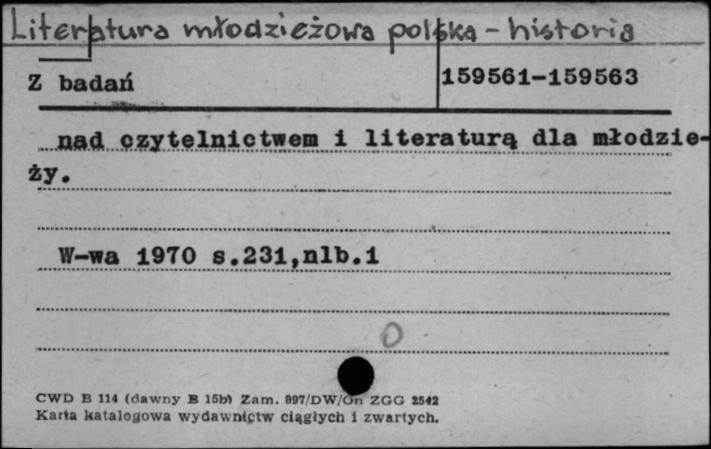 Literatura młodzieżowa polska - historia
Z badań
159561-159563
nad czytelnictwem i literaturą dla młodzie-
ży.
W-wa 1970 s.231,nlb.1
0
CWD B 114 (dawny B 15b) Zam. 897/DW/On ZGG 2542
Karta katalogowa wydawnictw ciągłych i zwartych.